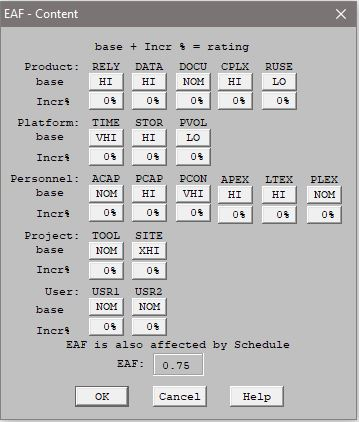 EAF - Content
base + Incr % = rating
Product: RELY DATA DOCU CPLX RUSE
base HI HI NOM HI LO
Incr% 0% 0% 0% 0% 0%
Platform: TIME STOR PVOL
base VHI HI LO
Incr% 0% 0% 0%
Personnel: ACAP PCAP PCON APEX LTEX PLEX
base NOM HI VHI HI HI NOM
Incr% 0% 0% 0% 0% 0% 0%
Project: TOOL SITE
base NOM XHI
Incr% 0% 0%
User: USR1 USR2
base NOM NOM
Incr% 0% 0%
EAF is also affected by Schedule
EAF: 0.75
OK Cancel Help